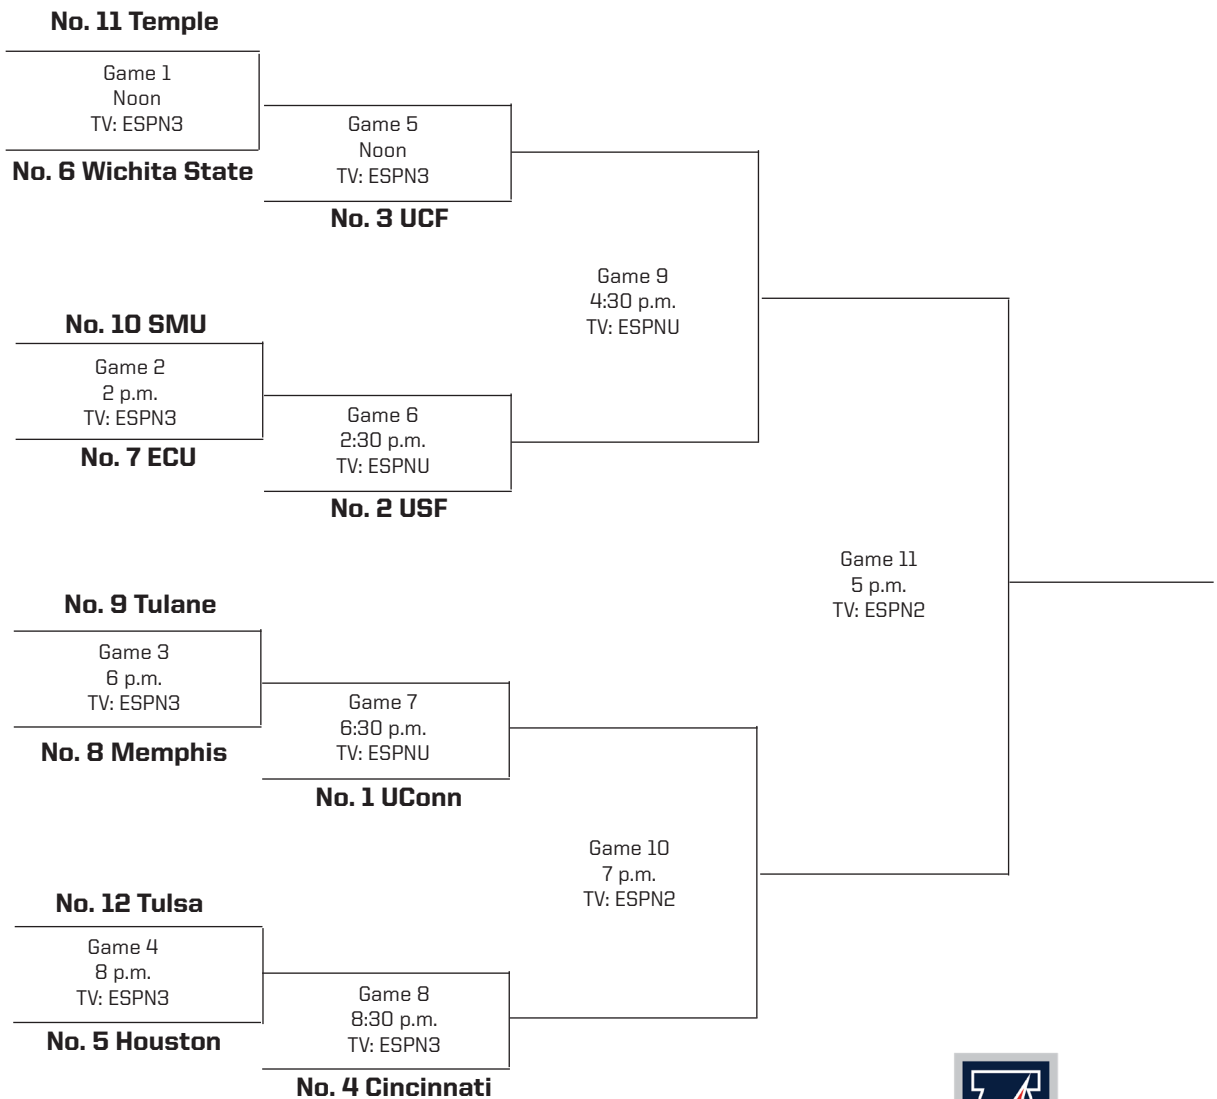 No. 11 Temple
Game 1
Noon
TV: ESPN3
No. 6 Wichita State
Game 5
Noon
TV: ESPN3
No. 3 UCF
Game 9
4:30 p.m.
TV: ESPNU
No. 10 SMU
Game 2
2 p.m.
TV: ESPN3
No. 7 ECU
Game 6
2:30 p.m.
TV: ESPNU
No. 2 USF
Game 11
5 p.m.
TV: ESPN2
No. 9 Tulane
Game 3
6 p.m.
TV: ESPN3
No. 8 Memphis
Game 7
6:30 p.m.
TV: ESPNU
No. 1 UConn
Game 10
7 p.m.
TV: ESPN2
No. 12 Tulsa
Game 4
8 p.m.
TV: ESPN3
No. 5 Houston
Game 8
8:30 p.m.
TV: ESPN3
No. 4 Cincinnati